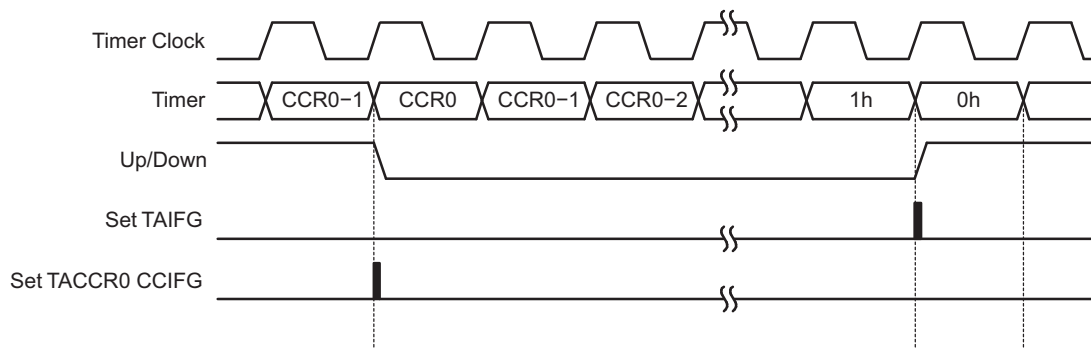 Timer Clock
Timer CCR0−1 CCR0 CCR0−1 CCR0−2 1h 0h
Up/Down
Set TAIFG
Set TACCR0 CCIFG